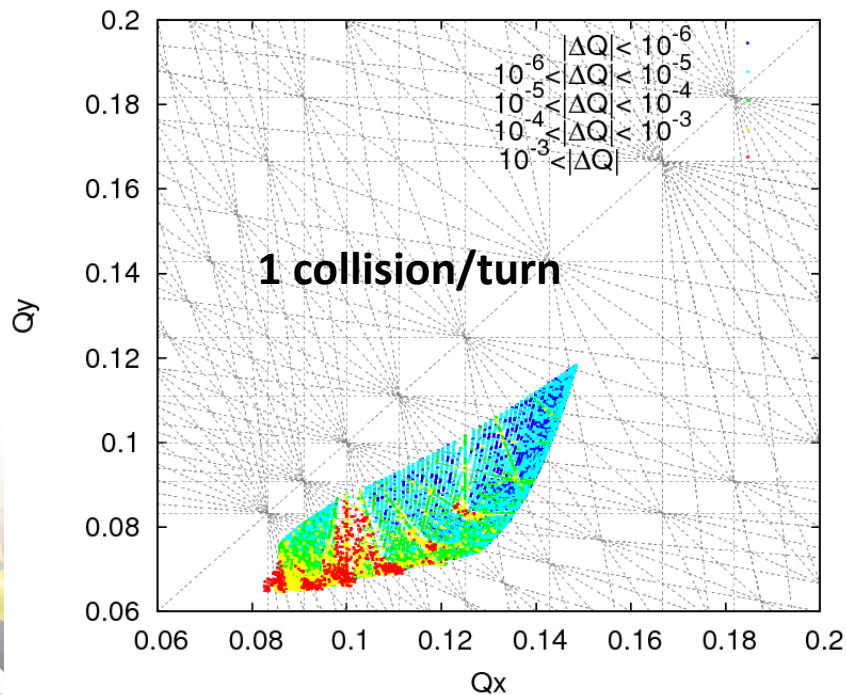 0.2
|ΔQ|< 10^-6
10^-6<|ΔQ|< 10^-5
0.18
10^-5<|ΔQ|< 10^-4
10^-4<|ΔQ|< 10^-3
10^-3<|ΔQ|
0.16
1 collision/turn
0.14
Qy
0.12
0.1
0.08
0.06
0.06 0.08 0.1 0.12 0.14 0.16 0.18 0.2
Qx